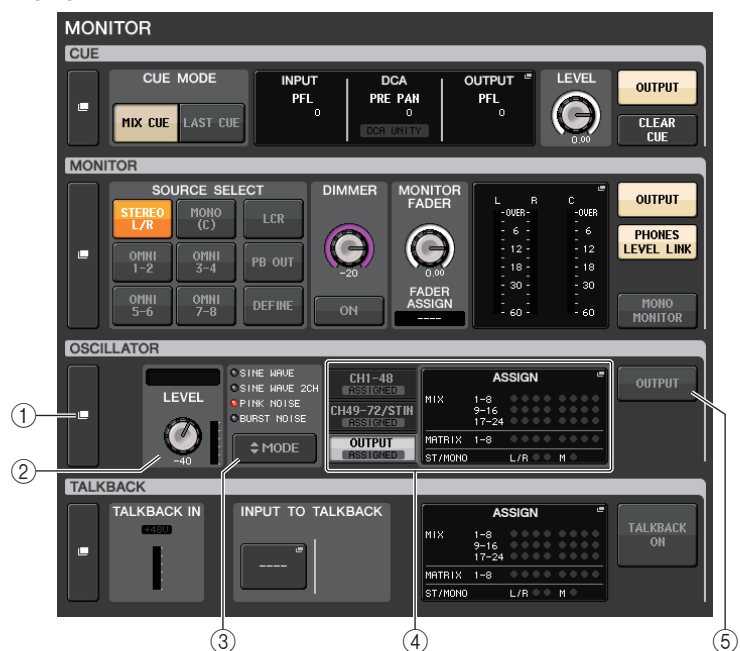 MONITOR
CUE
CUE MODE
MIX CUE
LAST CUE
INPUT
PFL
0
DCA
PRE PAN
0
DCA UNITY
OUTPUT
PFL
0
LEVEL
0.00
OUTPUT
CLEAR
CUE
MONITOR
SOURCE SELECT
STEREO
L/R
MONO
(C)
LCR
OMNI
1-2
OMNI
3-4
PB OUT
OMNI
5-6
OMNI
7-8
DEFINE
DIMMER
-20
ON
MONITOR
FADER
0.00
FADER
ASSIGN
----
L R C
-OVER- -OVER
- 6 - - 6
- 12 - - 12
- 18 - - 18
- 30 - - 30
- 60 - - 60
OUTPUT
PHONES
LEVEL LINK
MONO
MONITOR
OSCILLATOR
LEVEL
-40
SINE WAVE
SINE WAVE 2CH
PINK NOISE
BURST NOISE
MODE
CH1-48
ASSIGNED
CH49-72/STIN
ASSIGNED
OUTPUT
ASSIGNED
ASSIGN
MIX 1-8
9-16
17-24
MATRIX 1-8
ST/MONO L/R M
OUTPUT
TALKBACK
TALKBACK IN
+48V
INPUT TO TALKBACK
----
ASSIGN
MIX 1-8
9-16
17-24
MATRIX 1-8
ST/MONO L/R M
TALKBACK
ON
1
2
3
4
5